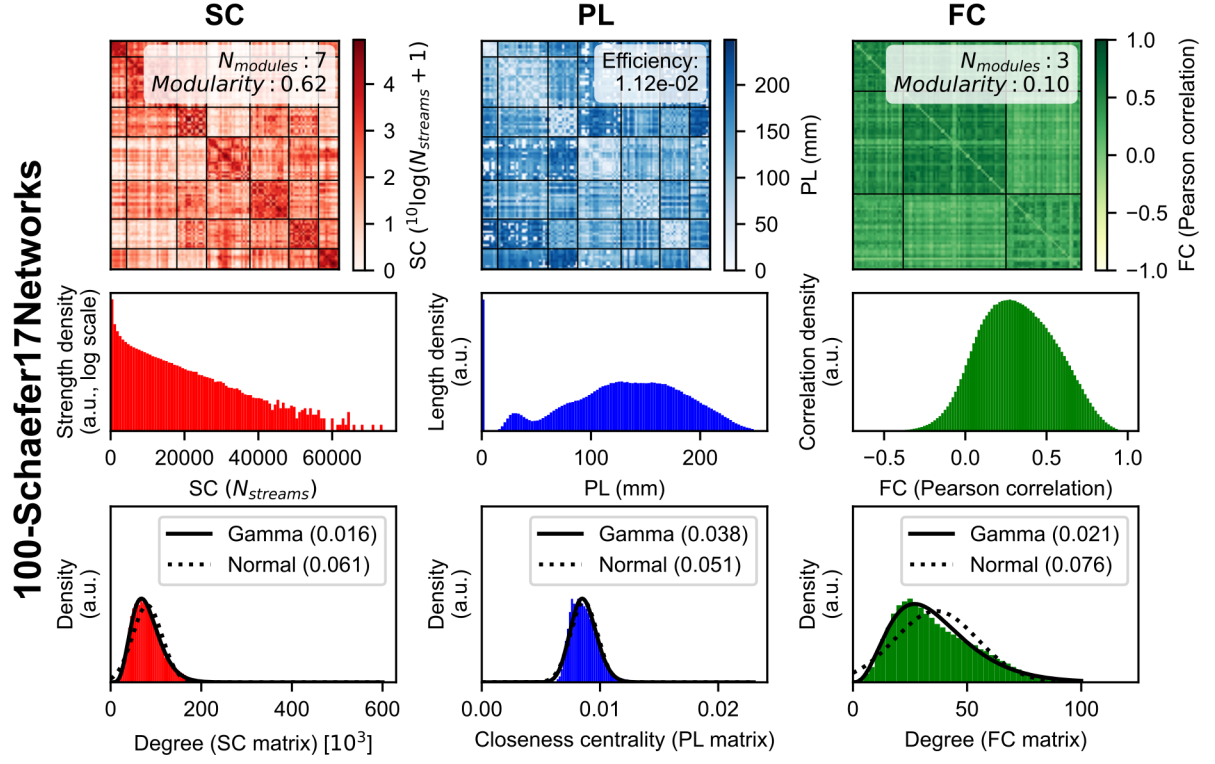 SC
PL
FC
100-Schaefer17Networks
N_modules : 7
Modularity : 0.62
4
3
2
1
0
SC (¹⁰log(N_streams + 1)
Efficiency:
1.12e-02
200
150
100
50
0
PL (mm)
N_modules : 3
Modularity : 0.10
1.0
0.5
0.0
−0.5
−1.0
FC (Pearson correlation)
Strength density
(a.u., log scale)
0 20000 40000 60000
SC (N_streams)
Length density
(a.u.)
0 100 200
PL (mm)
Correlation density
(a.u.)
−0.5 0.0 0.5 1.0
FC (Pearson correlation)
Density
(a.u.)
Gamma (0.016)
Normal (0.061)
0 200 400 600
Degree (SC matrix) [10³]
Density
(a.u.)
Gamma (0.038)
Normal (0.051)
0.00 0.01 0.02
Closeness centrality (PL matrix)
Density
(a.u.)
Gamma (0.021)
Normal (0.076)
0 50 100
Degree (FC matrix)